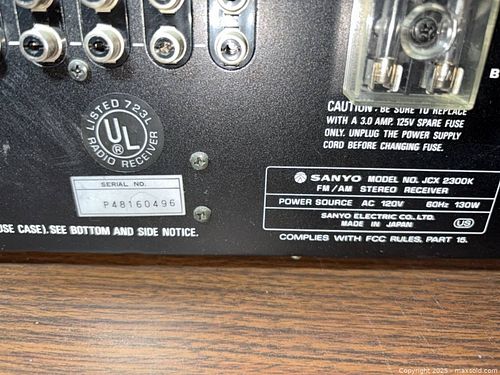 B
CAUTION: BE SURE TO REPLACE
WITH A 3.0 AMP. 125V SPARE FUSE
ONLY. UNPLUG THE POWER SUPPLY
CORD BEFORE CHANGING FUSE.
LISTED 723L
UL
®
RADIO RECEIVER
SERIAL NO.
P48160496
SANYO MODEL NO. JCX 2300K
FM/AM STEREO RECEIVER
POWER SOURCE AC 120V 60Hz 130W
SANYO ELECTRIC CO., LTD.
MADE IN JAPAN
US
COMPLIES WITH FCC RULES, PART 15.
OSE CASE). SEE BOTTOM AND SIDE NOTICE.
Copyright 2025 - maxsold.com